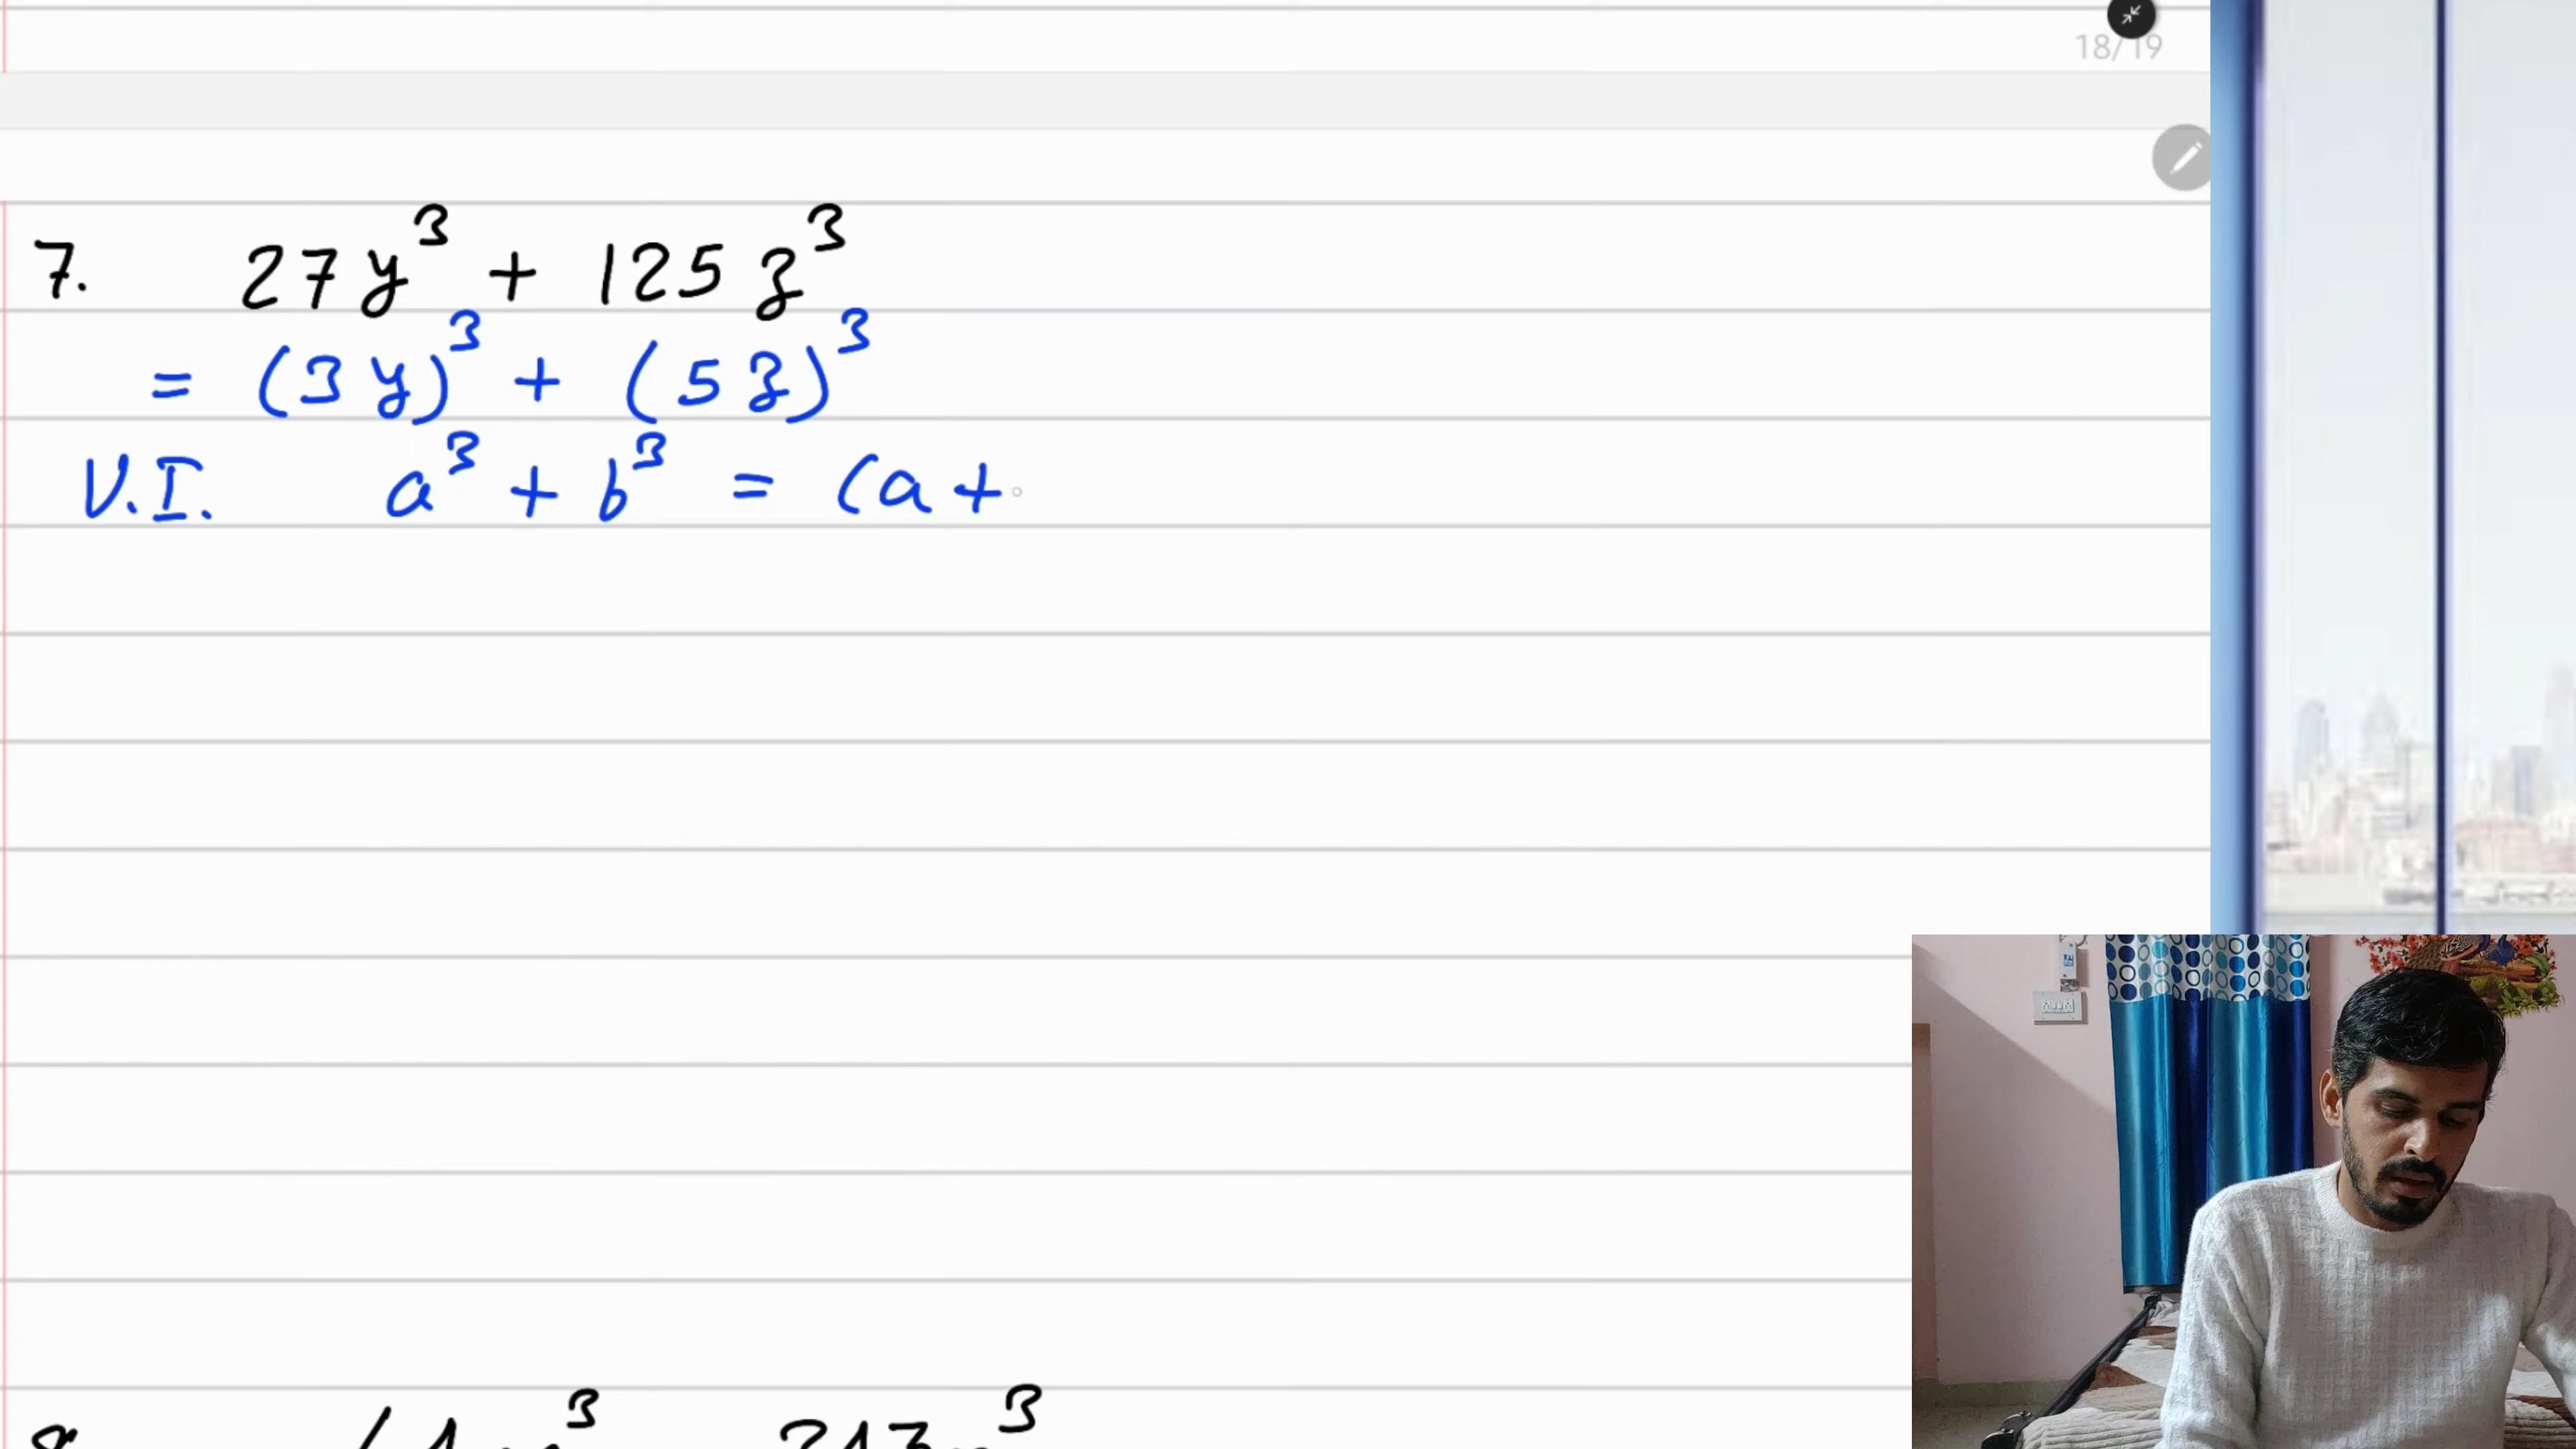 18/19
7. 27y³ + 125z³
= (3y)³ + (5z)³
V.I. a³ + b³ = (a +